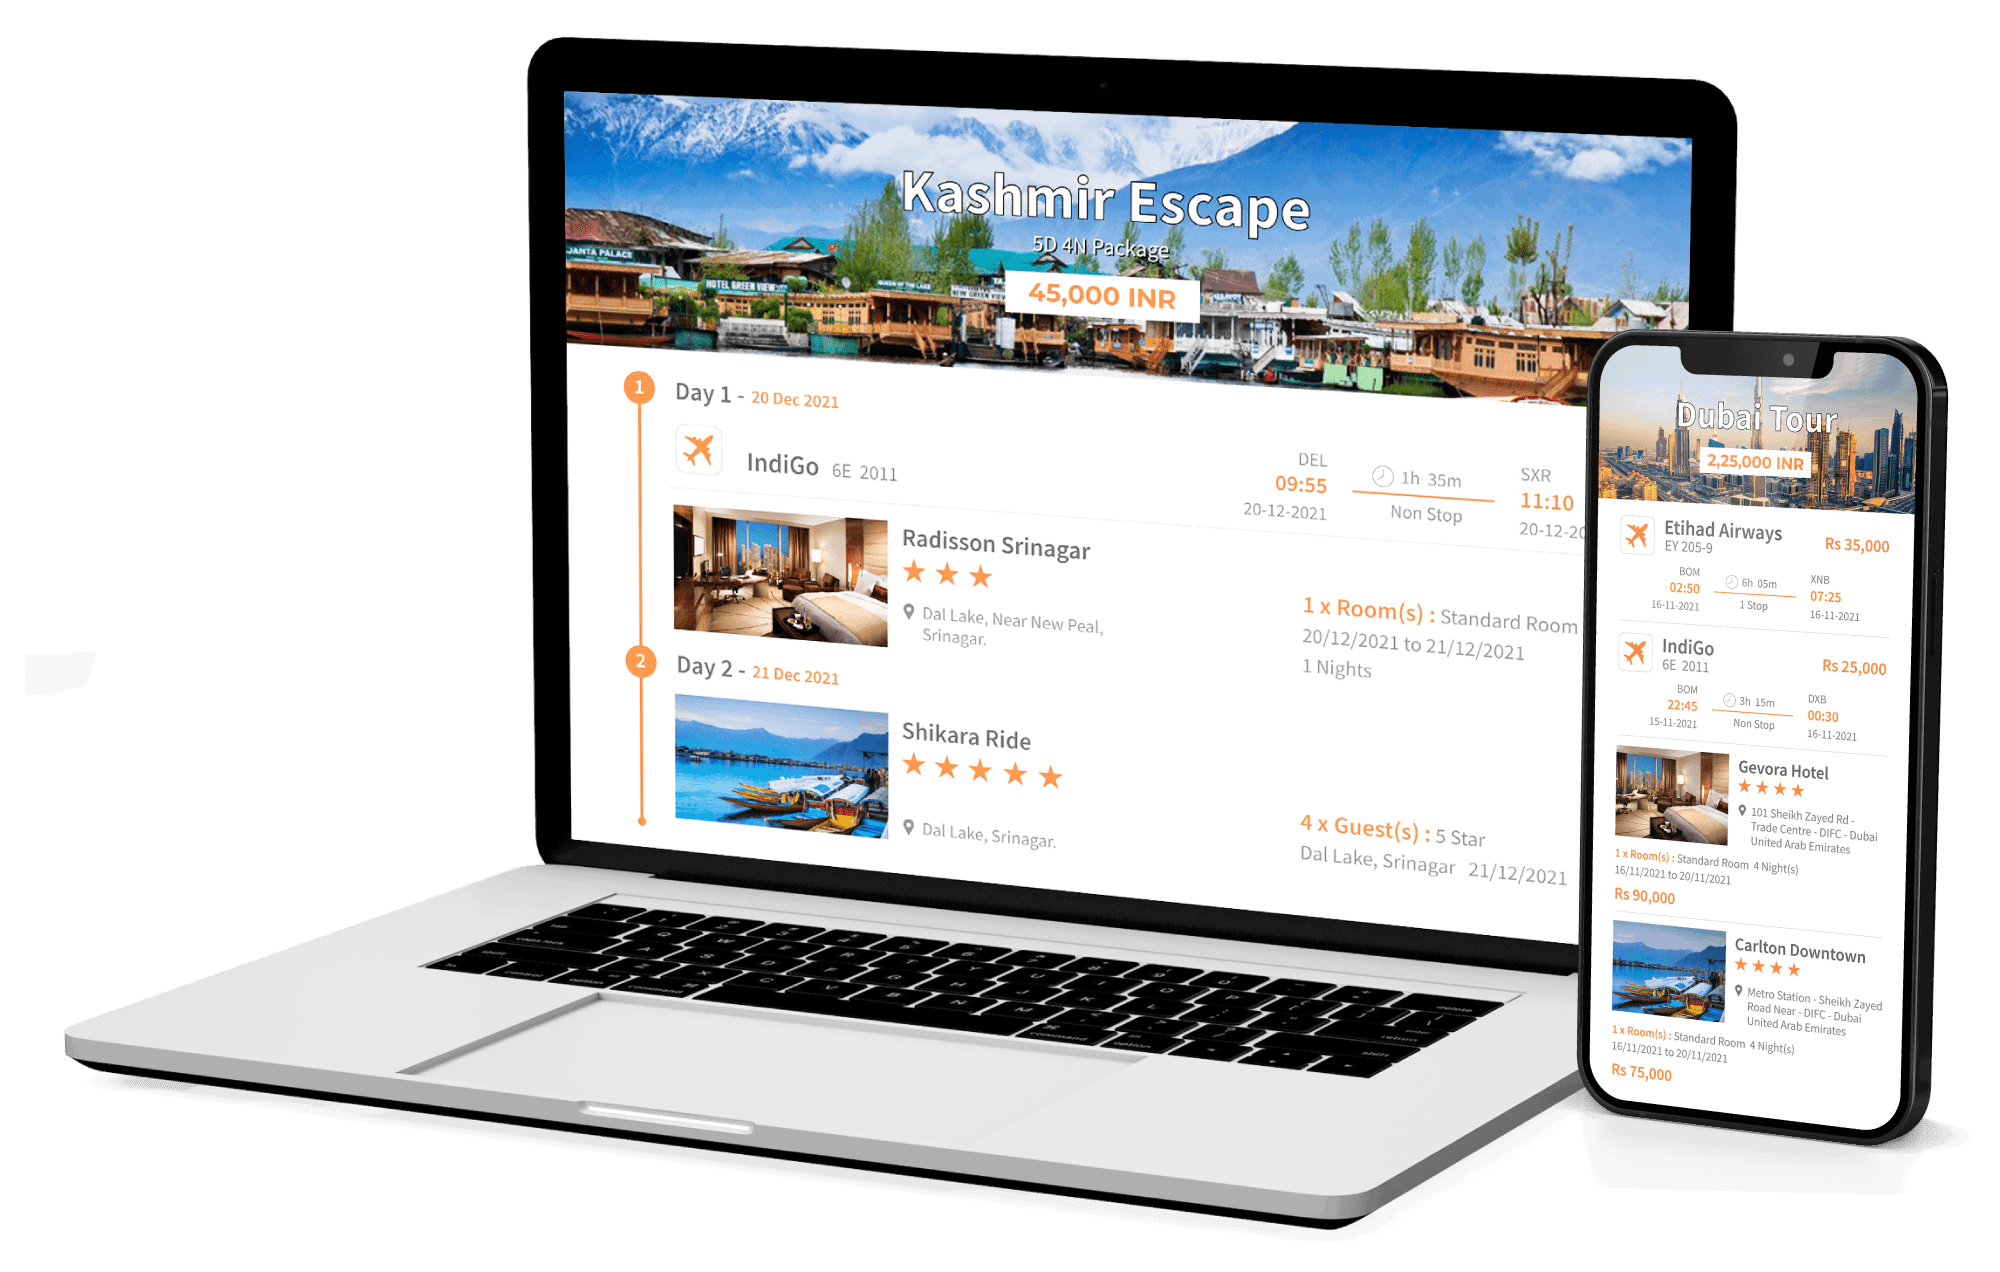 Kashmir Escape
5D 4N Package
45,000 INR
JANTA PALACE
HOTEL GREEN VIEW
QUEEN OF THE LAKE
NEW GREEN VIEW
1
Day 1 - 20 Dec 2021
IndiGo 6E 2011
DEL
09:55
20-12-2021
1h 35m
Non Stop
SXR
11:10
20-12-20
Radisson Srinagar
Dal Lake, Near New Peal,
Srinagar.
1 x Room(s) : Standard Room
20/12/2021 to 21/12/2021
1 Nights
2
Day 2 - 21 Dec 2021
Shikara Ride
Dal Lake, Srinagar.
4 x Guest(s) : 5 Star
Dal Lake, Srinagar 21/12/2021
Dubai Tour
2,25,000 INR
Etihad Airways
EY 205-9
Rs 35,000
BOM
02:50
16-11-2021
6h 05m
1 Stop
XNB
07:25
16-11-2021
IndiGo
6E 2011
Rs 25,000
BOM
22:45
15-11-2021
3h 15m
Non Stop
DXB
00:30
16-11-2021
Gevora Hotel
101 Sheikh Zayed Rd -
Trade Centre - DIFC - Dubai
United Arab Emirates
1 x Room(s) : Standard Room 4 Night(s)
16/11/2021 to 20/11/2021
Rs 90,000
Carlton Downtown
Metro Station - Sheikh Zayed
Road Near - DIFC - Dubai
United Arab Emirates
1 x Room(s) : Standard Room 4 Night(s)
16/11/2021 to 20/11/2021
Rs 75,000